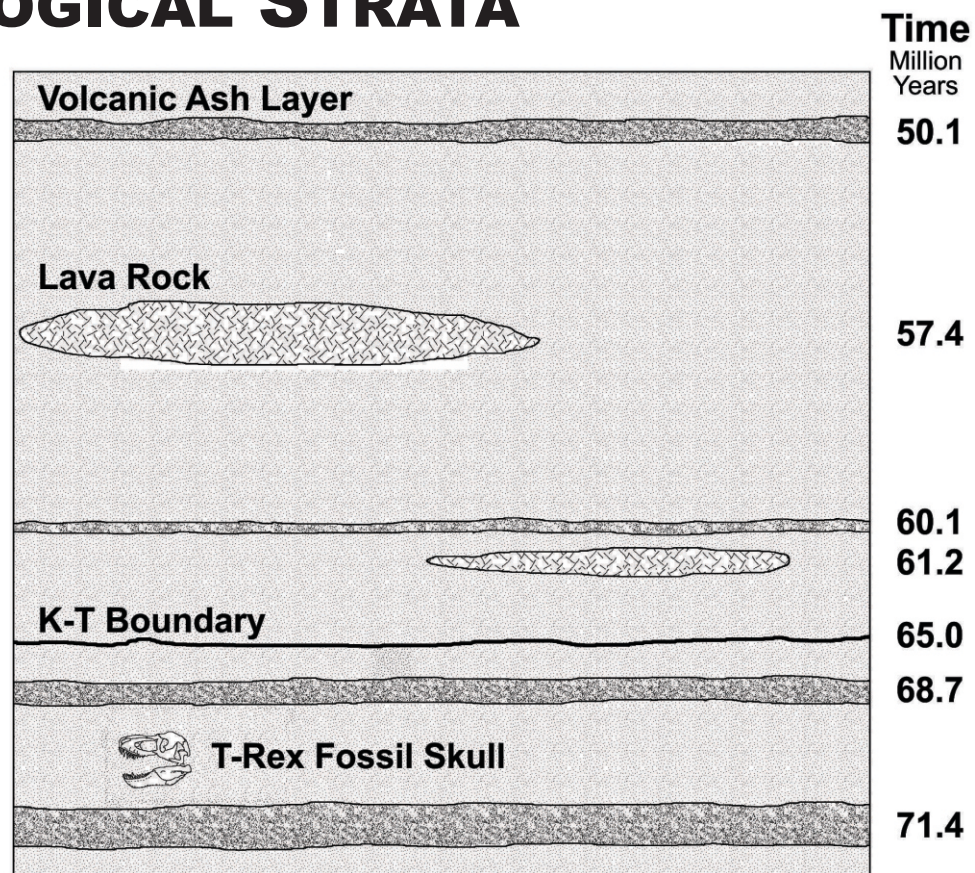 STRATA
Time
Million
Years
Volcanic Ash Layer
50.1
Lava Rock
57.4
60.1
61.2
K-T Boundary
65.0
68.7
T-Rex Fossil Skull
71.4